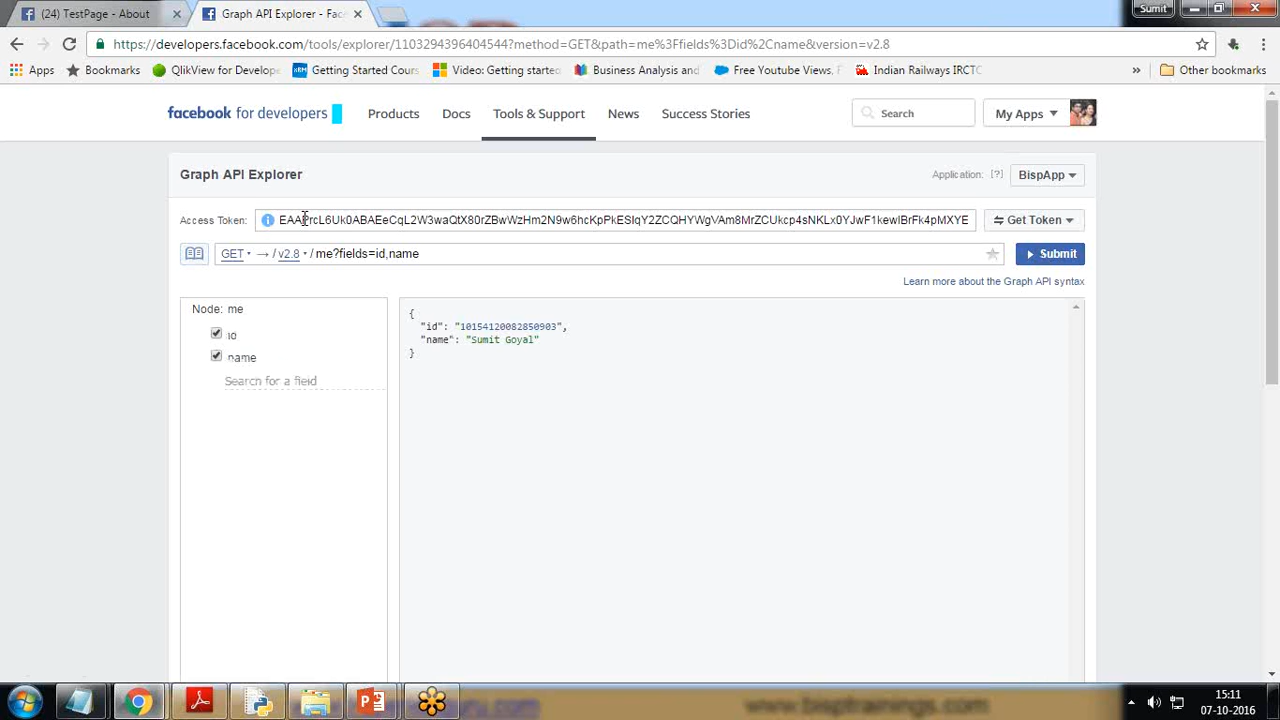 (24) TestPage - About
Graph API Explorer - Fac
Sumit
https://developers.facebook.com/tools/explorer/1103294396404544?method=GET&path=me%3Ffields%3Did%2Cname&version=v2.8
Apps
Bookmarks
QlikView for Develope
Getting Started Cours
Video: Getting starte
Business Analysis and
Free Youtube Views.
Indian Railways IRCTC
»
Other bookmarks
facebook for developers
Products
Docs
Tools & Support
News
Success Stories
Search
My Apps
Graph API Explorer
Application: [?]
BispApp
Access Token:
Get Token
GET → / v2.8 / me?fields=id,name
Submit
Learn more about the Graph API syntax
Node: me
id
name
Search for a field
{
"id": "10154120082850903",
"name": "Sumit Goyal"
}
www.bisptrainings.com
15:11
07-10-2016